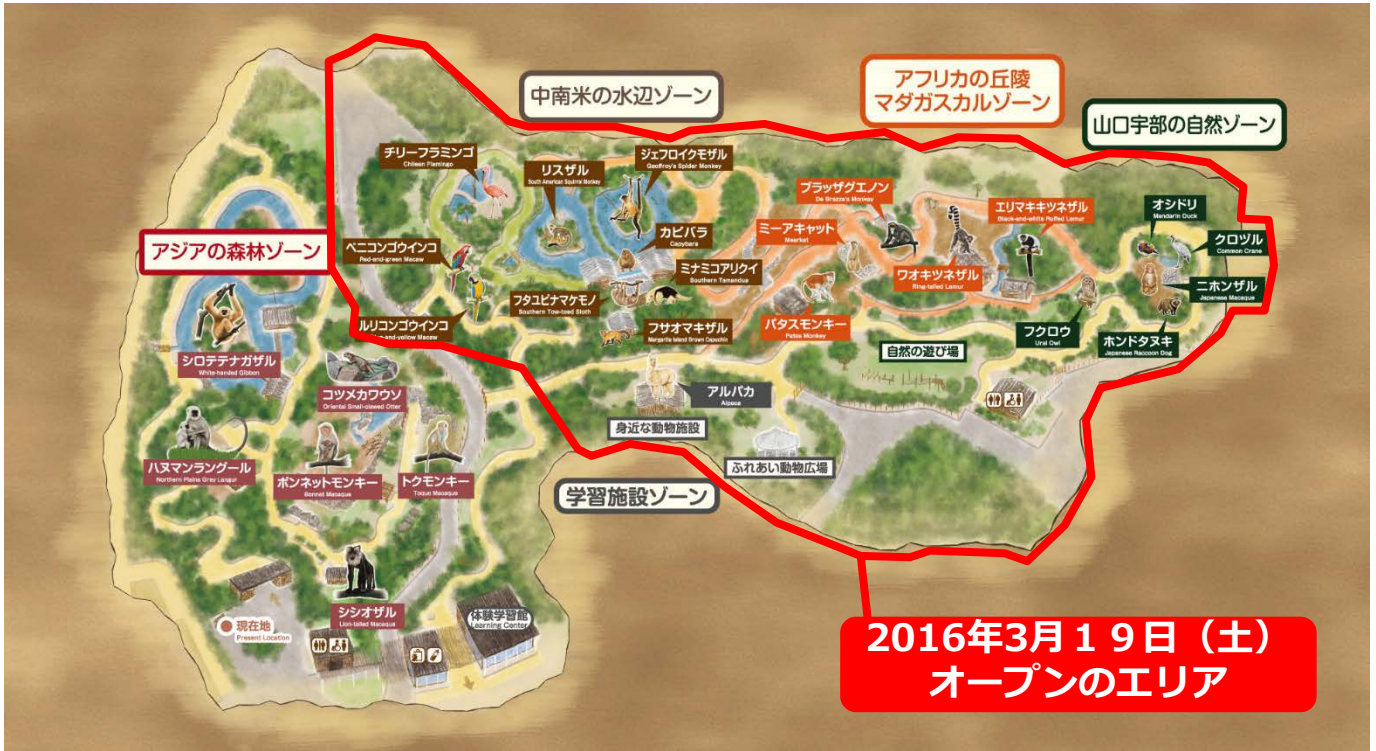 中南米の水辺ゾーン
アフリカの丘陵
マダガスカルゾーン
山口宇部の自然ゾーン
アジアの森林ゾーン
チリーフラミンゴ
Chilean Flamingo
リスザル
South American Squirrel Monkey
ジェフロイクモザル
Geoffroy's Spider Monkey
ベニコンゴウインコ
Red-and-green Macaw
カピバラ
Capybara
ミナミコアリクイ
Southern Tamandua
フタユビナマケモノ
Southern Tow-toed Sloth
ルリコンゴウインコ
-and-yellow Macaw
フサオマキザル
Margarita Island Brown Capuchin
ブラッザグエノン
De Brazza's Monkey
ミーアキャット
Meerkat
エリマキキツネザル
Black-and-white Ruffed Lemur
ワオキツネザル
Ring-tailed Lemur
パタスモンキー
Patas Monkey
オシドリ
Mandarin Duck
クロヅル
Common Crane
ニホンザル
Japanese Macaque
フクロウ
Ural Owl
ホンドタヌキ
Japanese Raccoon Dog
自然の遊び場
シロテテナガザル
White-handed Gibbon
コツメカワウソ
Oriental Small-clawed Otter
アルパカ
Alpaca
身近な動物施設
ふれあい動物広場
ハヌマンラングール
Northern Plains Grey Langur
ボンネットモンキー
Bonnet Macaque
トクモンキー
Toque Macaque
学習施設ゾーン
シシオザル
Lion-tailed Macaque
現在地
Present Location
体験学習館
Learning Center
2016年3月１９日（土）
オープンのエリア